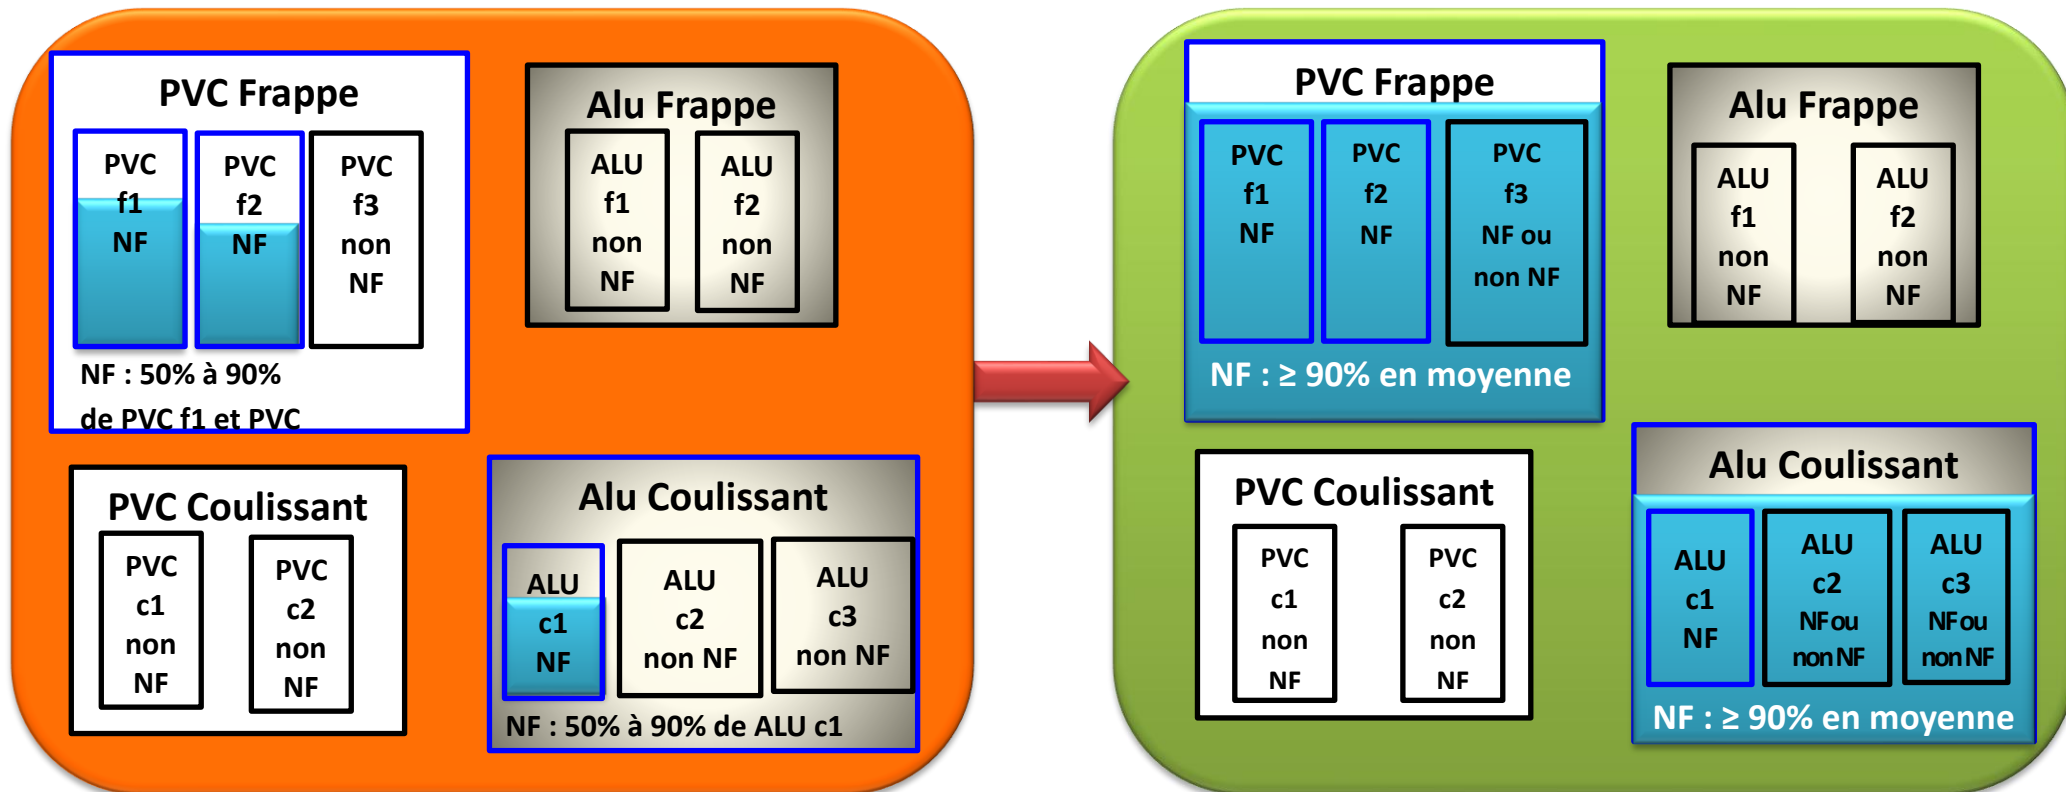 PVC Frappe
PVC
f1
NF
PVC
f2
NF
PVC
f3
non
NF
NF : 50% à 90%
de PVC f1 et PVC
Alu Frappe
ALU
f1
non
NF
ALU
f2
non
NF
PVC Coulissant
PVC
c1
non
NF
PVC
c2
non
NF
Alu Coulissant
ALU
c1
NF
ALU
c2
non NF
ALU
c3
non NF
NF : 50% à 90% de ALU c1
PVC Frappe
PVC
f1
NF
PVC
f2
NF
PVC
f3
NF ou
non NF
NF : ≥ 90% en moyenne
Alu Frappe
ALU
f1
non
NF
ALU
f2
non
NF
PVC Coulissant
PVC
c1
non
NF
PVC
c2
non
NF
Alu Coulissant
ALU
c1
NF
ALU
c2
NF ou
non NF
ALU
c3
NF ou
non NF
NF : ≥ 90% en moyenne